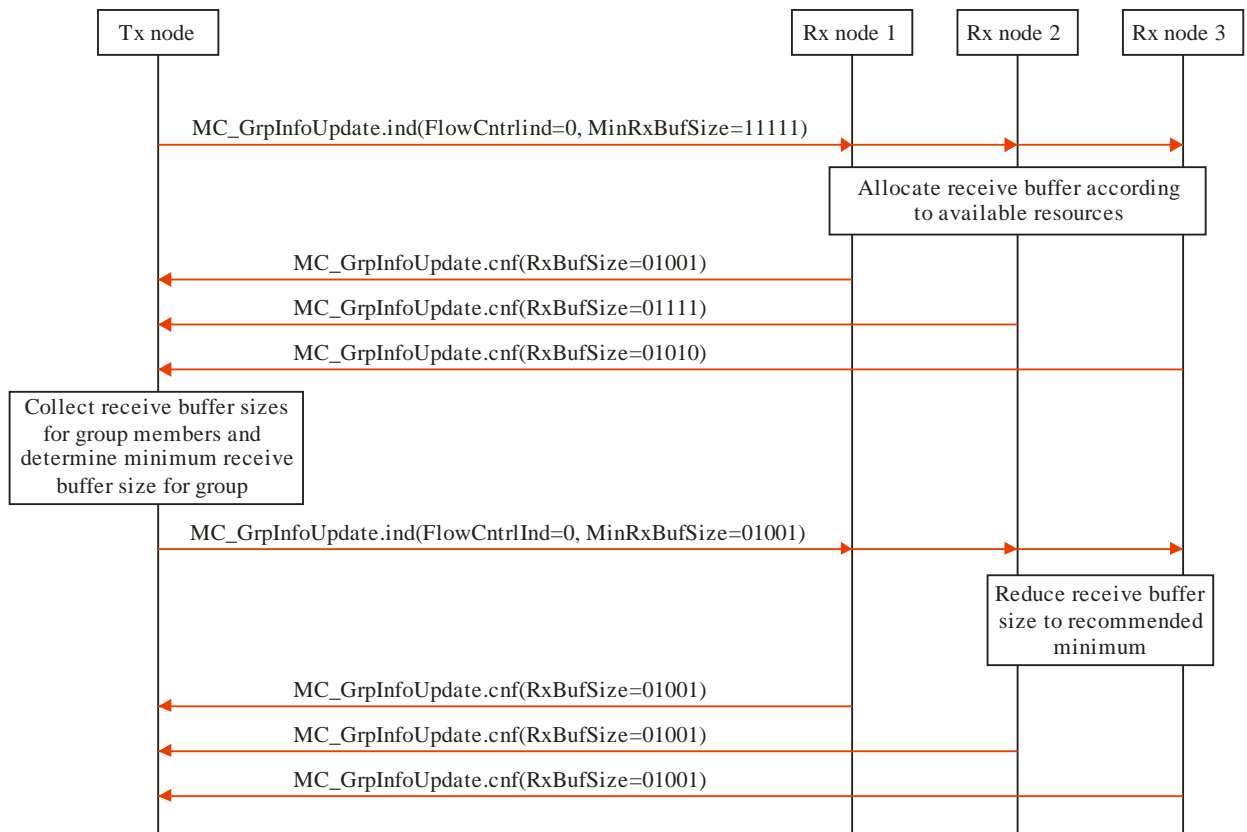 Tx node
Rx node 1
Rx node 2
Rx node 3
MC_GrpInfoUpdate.ind(FlowCntrlind=0, MinRxBufSize=11111)
Allocate receive buffer according
to available resources
MC_GrpInfoUpdate.cnf(RxBufSize=01001)
MC_GrpInfoUpdate.cnf(RxBufSize=01111)
MC_GrpInfoUpdate.cnf(RxBufSize=01010)
Collect receive buffer sizes
for group members and
determine minimum receive
buffer size for group
MC_GrpInfoUpdate.ind(FlowCntrlInd=0, MinRxBufSize=01001)
Reduce receive buffer
size to recommended
minimum
MC_GrpInfoUpdate.cnf(RxBufSize=01001)
MC_GrpInfoUpdate.cnf(RxBufSize=01001)
MC_GrpInfoUpdate.cnf(RxBufSize=01001)